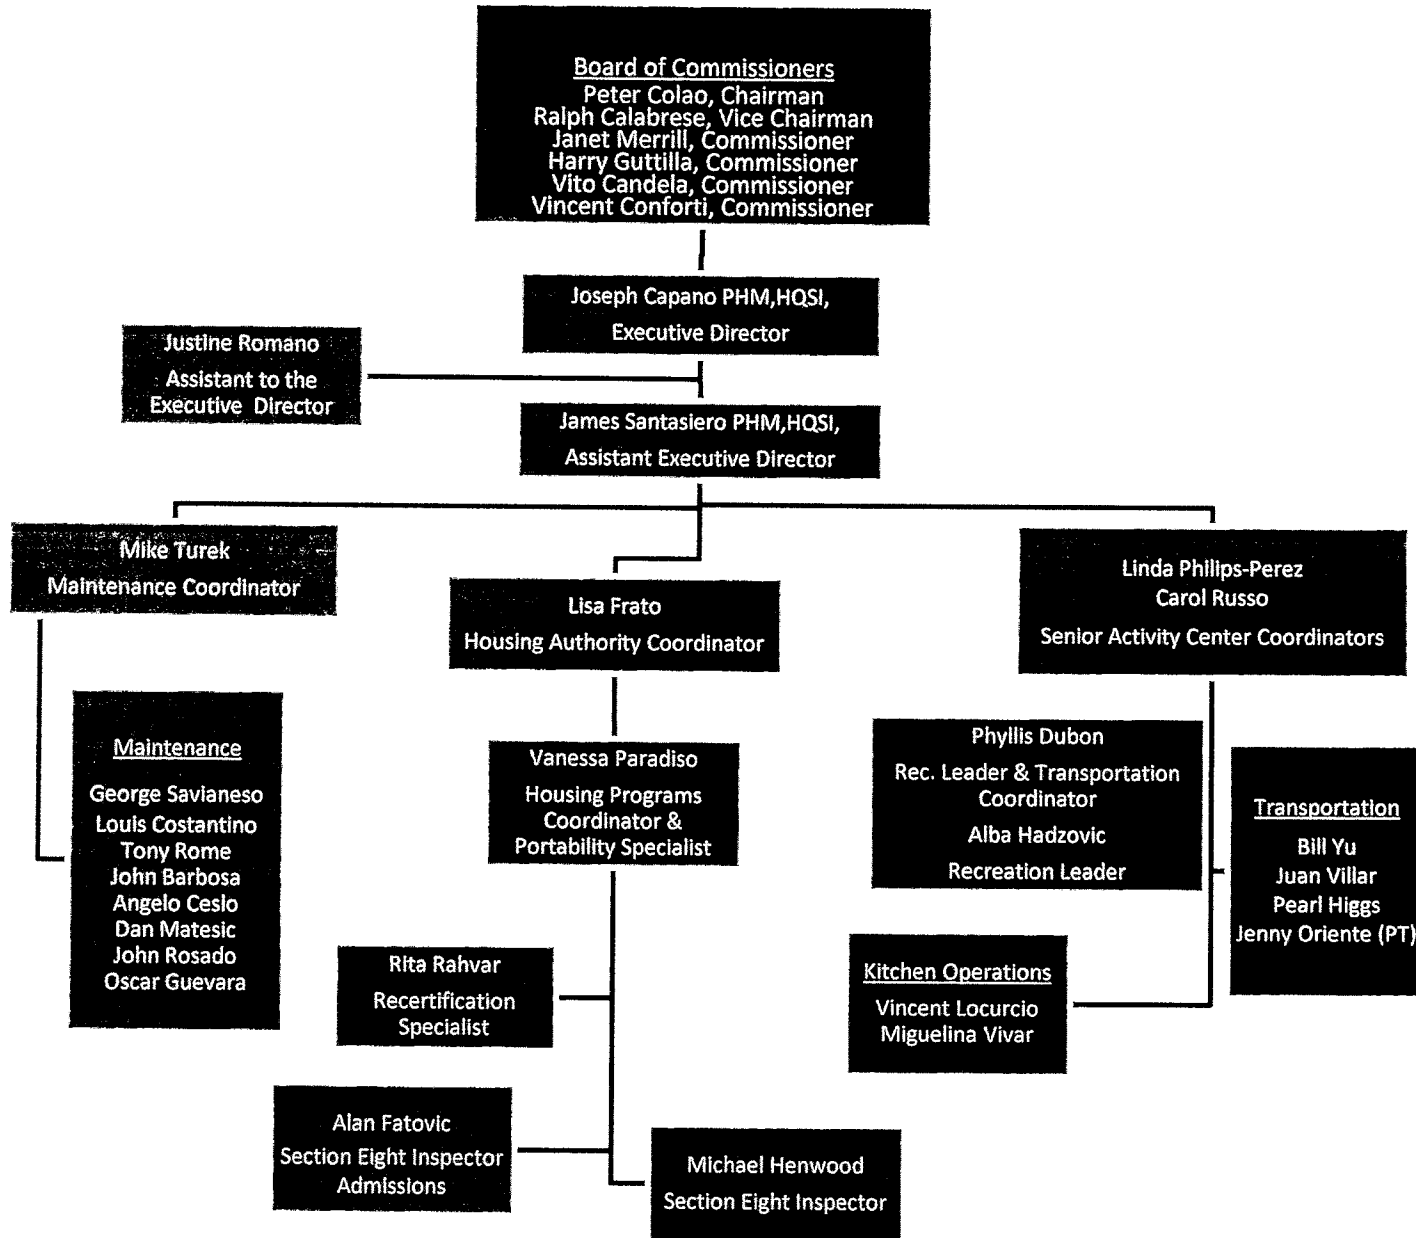 Board of Commissioners
Peter Colao, Chairman
Ralph Calabrese, Vice Chairman
Janet Merrill, Commissioner
Harry Guttilla, Commissioner
Vito Candela, Commissioner
Vincent Conforti, Commissioner
Joseph Capano PHM,HQSI,
Executive Director
Justine Romano
Assistant to the
Executive Director
James Santasiero PHM,HQSI,
Assistant Executive Director
Mike Turek
Maintenance Coordinator
Lisa Frato
Housing Authority Coordinator
Linda Philips-Perez
Carol Russo
Senior Activity Center Coordinators
Maintenance
George Savianeso
Louis Costantino
Tony Rome
John Barbosa
Angelo Ceslo
Dan Matesic
John Rosado
Oscar Guevara
Vanessa Paradiso
Housing Programs
Coordinator &
Portability Specialist
Phyllis Dubon
Rec. Leader & Transportation
Coordinator
Alba Hadzovic
Recreation Leader
Transportation
Bill Yu
Juan Villar
Pearl Higgs
Jenny Oriente (PT)
Rita Rahvar
Recertification
Specialist
Kitchen Operations
Vincent Locurcio
Miguelina Vivar
Alan Fatovic
Section Eight Inspector
Admissions
Michael Henwood
Section Eight Inspector